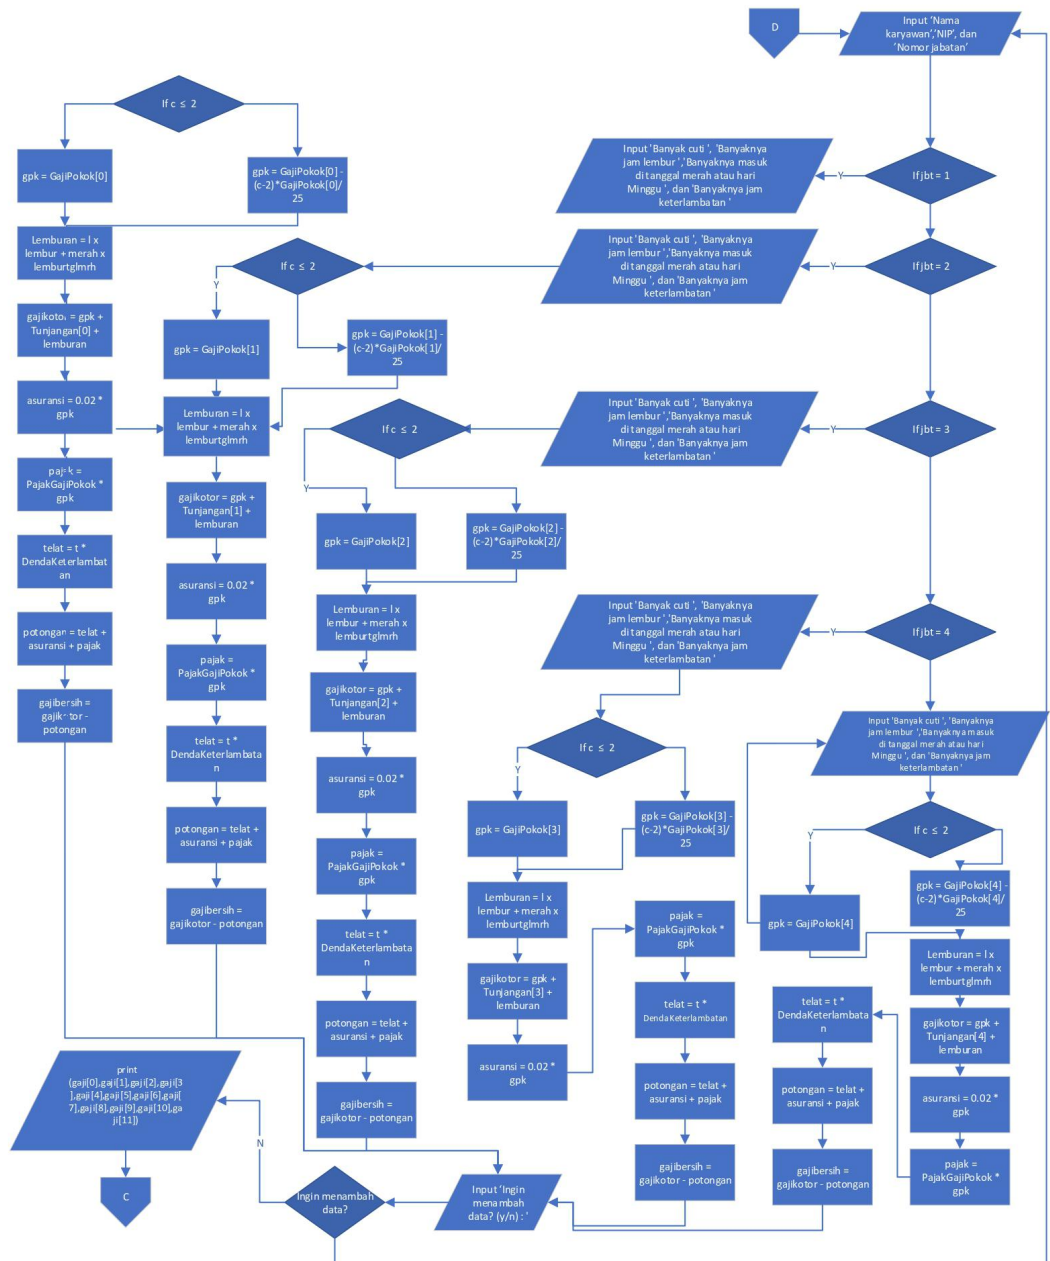 D
Input 'Nama
karyawan','NIP', dan
'Nomor jabatan'
If c ≤ 2
gpk = GajiPokok[0]
gpk = GajiPokok[0] -
(c-2)*GajiPokok[0]/
25
Input 'Banyak cuti ', 'Banyaknya
jam lembur ','Banyaknya masuk
di tanggal merah atau hari
Minggu ', dan 'Banyaknya jam
keterlambatan '
Y
If jbt = 1
Lemburan = l x
lembur + merah x
lemburtglmrh
If c ≤ 2
Y
Input 'Banyak cuti ', 'Banyaknya
jam lembur ','Banyaknya masuk
di tanggal merah atau hari
Minggu ', dan 'Banyaknya jam
keterlambatan '
Y
If jbt = 2
gajikotor = gpk +
Tunjangan[0] +
lemburan
gpk = GajiPokok[1]
gpk = GajiPokok[1] -
(c-2)*GajiPokok[1]/
25
asuransi = 0.02 *
gpk
Lemburan = l x
lembur + merah x
lemburtglmrh
If c ≤ 2
Y
Input 'Banyak cuti ', 'Banyaknya
jam lembur ','Banyaknya masuk
di tanggal merah atau hari
Minggu ', dan 'Banyaknya jam
keterlambatan '
Y
If jbt = 3
pajak =
PajakGajiPokok *
gpk
gajikotor = gpk +
Tunjangan[1] +
lemburan
gpk = GajiPokok[2]
gpk = GajiPokok[2] -
(c-2)*GajiPokok[2]/
25
telat = t *
DendaKeterlambat
an
asuransi = 0.02 *
gpk
Lemburan = l x
lembur + merah x
lemburtglmrh
Input 'Banyak cuti ', 'Banyaknya
jam lembur ','Banyaknya masuk
di tanggal merah atau hari
Minggu ', dan 'Banyaknya jam
keterlambatan '
Y
If jbt = 4
potongan = telat +
asuransi + pajak
pajak =
PajakGajiPokok *
gpk
gajikotor = gpk +
Tunjangan[2] +
lemburan
gajibersih =
gajikotor -
potongan
telat = t *
DendaKeterlambata
n
asuransi = 0.02 *
gpk
If c ≤ 2
Y
Input 'Banyak cuti ', 'Banyaknya
jam lembur ','Banyaknya masuk
di tanggal merah atau hari
Minggu ', dan 'Banyaknya jam
keterlambatan '
potongan = telat +
asuransi + pajak
pajak =
PajakGajiPokok *
gpk
gpk = GajiPokok[3]
gpk = GajiPokok[3] -
(c-2)*GajiPokok[3]/
25
If c ≤ 2
Y
gajibersih =
gajikotor - potongan
telat = t *
DendaKeterlambata
n
Lemburan = l x
lembur + merah x
lemburtglmrh
pajak =
PajakGajiPokok *
gpk
gpk = GajiPokok[4]
gpk = GajiPokok[4] -
(c-2)*GajiPokok[4]/
25
Lemburan = l x
lembur + merah x
lemburtglmrh
potongan = telat +
asuransi + pajak
gajikotor = gpk +
Tunjangan[3] +
lemburan
telat = t *
DendaKeterlambatan
telat = t *
DendaKeterlambata
n
gajikotor = gpk +
Tunjangan[4] +
lemburan
print
(gaji[0],gaji[1],gaji[2],gaji[3
],gaji[4],gaji[5],gaji[6],gaji[
7],gaji[8],gaji[9],gaji[10],ga
ji[11])
gajibersih =
gajikotor - potongan
asuransi = 0.02 *
gpk
potongan = telat +
asuransi + pajak
potongan = telat +
asuransi + pajak
asuransi = 0.02 *
gpk
N
C
Ingin menambah
data?
Input 'Ingin
menambah
data? (y/n) : '
gajibersih =
gajikotor - potongan
gajibersih =
gajikotor - potongan
pajak =
PajakGajiPokok *
gpk